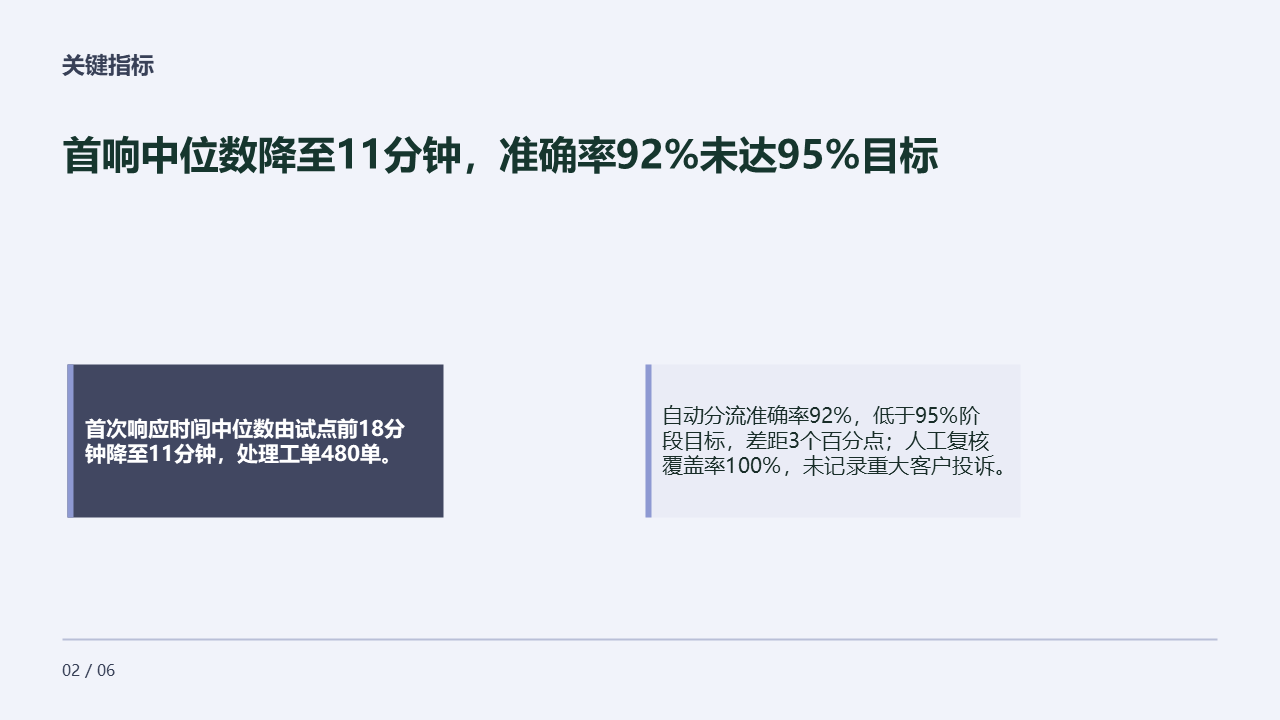 关键指标
首响中位数降至11分钟，准确率92%未达95%目标
首次响应时间中位数由试点前18分
钟降至11分钟，处理工单480单。
自动分流准确率92%，低于95%阶
段目标，差距3个百分点；人工复核
覆盖率100%，未记录重大客户投诉。
02 / 06